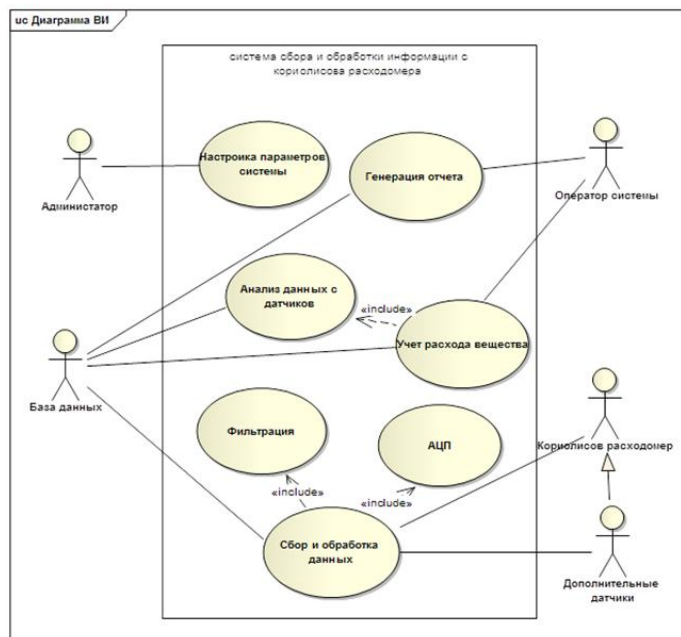 uc Диаграмма ВИ
система сбора и обработки информации с
кориолисова расходомера
Администатор
Настройка параметров
системы
Генерация отчета
Оператор системы
Анализ данных с
датчиков
«include»
Учет расхода вещества
База данных
Фильтрация
АЦП
Кориолисов расходомер
«include»
«include»
Сбор и обработка
данных
Дополнительные
датчики